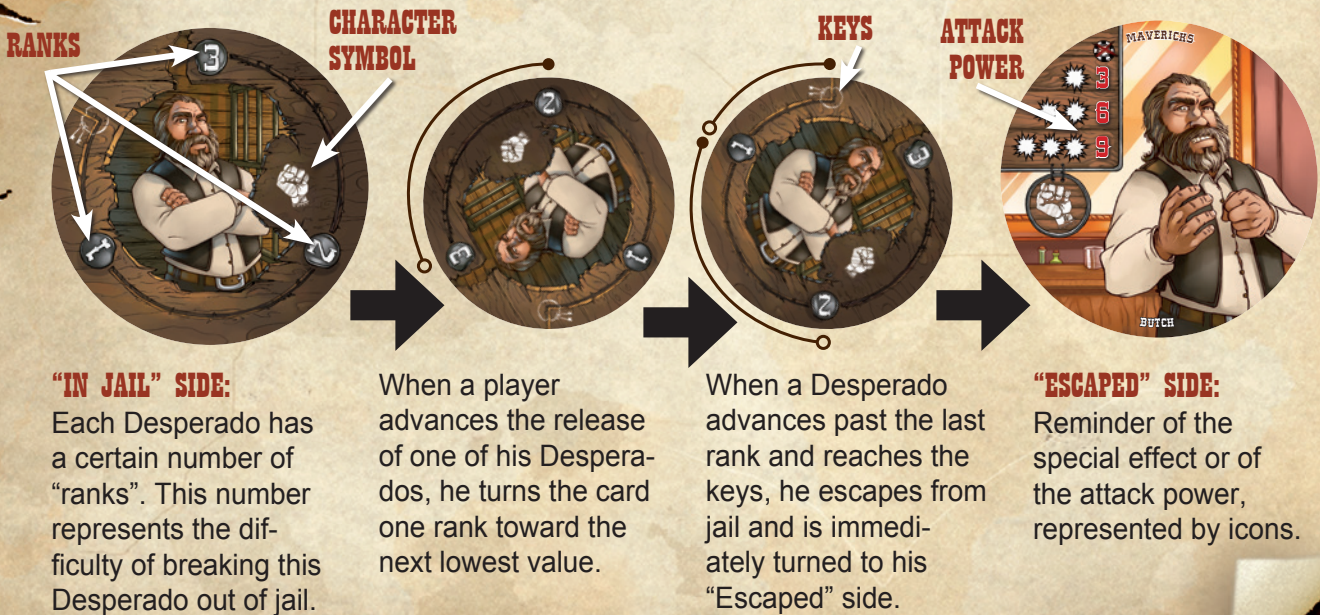 RANKS
CHARACTER
SYMBOL
KEYS
ATTACK
POWER
3
1
2
2
3
1
1
3
2
MAVERICKS
3
6
9
BUTCH
“IN JAIL” SIDE:
Each Desperado has
a certain number of
“ranks”. This number
represents the dif-
ficulty of breaking this
Desperado out of jail.
When a player
advances the release
of one of his Despera-
dos, he turns the card
one rank toward the
next lowest value.
When a Desperado
advances past the last
rank and reaches the
keys, he escapes from
jail and is immedi-
ately turned to his
“Escaped” side.
“ESCAPED” SIDE:
Reminder of the
special effect or of
the attack power,
represented by icons.